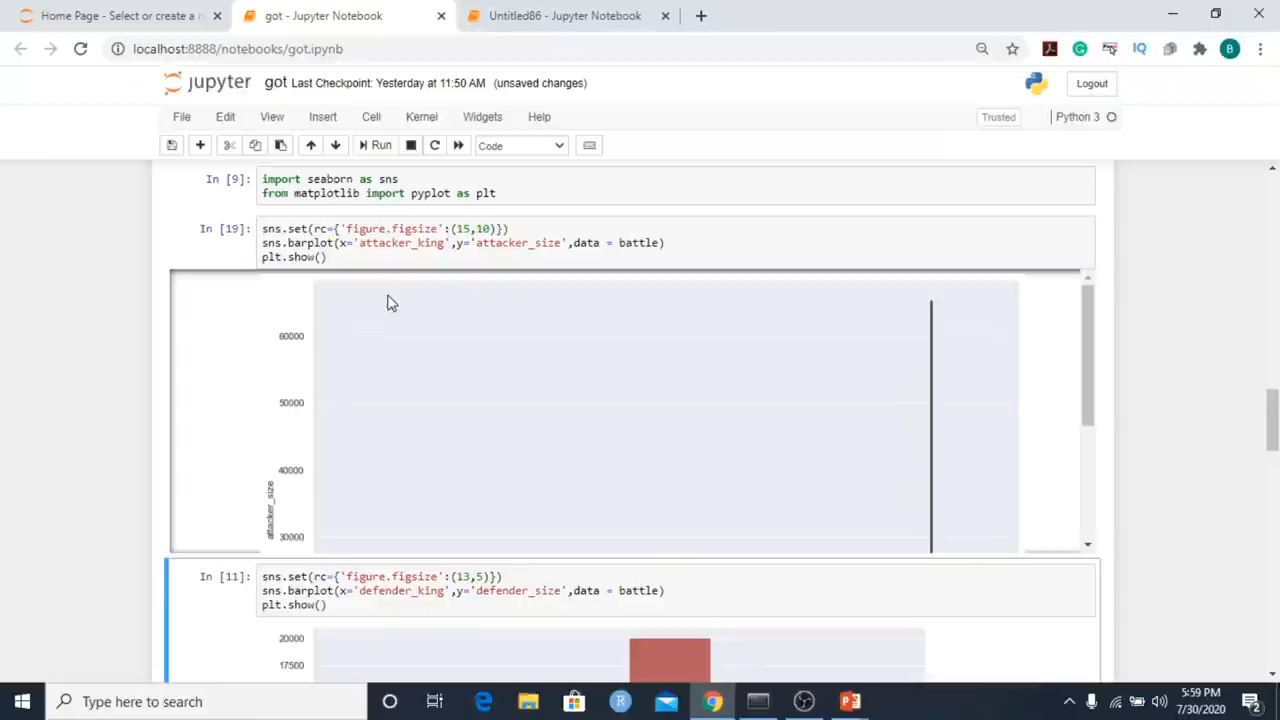 Home Page - Select or create a n
got - Jupyter Notebook
Untitled86 - Jupyter Notebook
localhost:8888/notebooks/got.ipynb
IQ
B
jupyter got Last Checkpoint: Yesterday at 11:50 AM (unsaved changes)
Logout
File Edit View Insert Cell Kernel Widgets Help
Trusted
Python 3
Run
Code
In [9]:
import seaborn as sns
from matplotlib import pyplot as plt
In [19]:
sns.set(rc={'figure.figsize':(15,10)})
sns.barplot(x='attacker_king',y='attacker_size',data = battle)
plt.show()
60000
50000
40000
30000
attacker_size
In [11]:
sns.set(rc={'figure.figsize':(13,5)})
sns.barplot(x='defender_king',y='defender_size',data = battle)
plt.show()
20000
17500
Type here to search
R
5:59 PM
7/30/2020
2